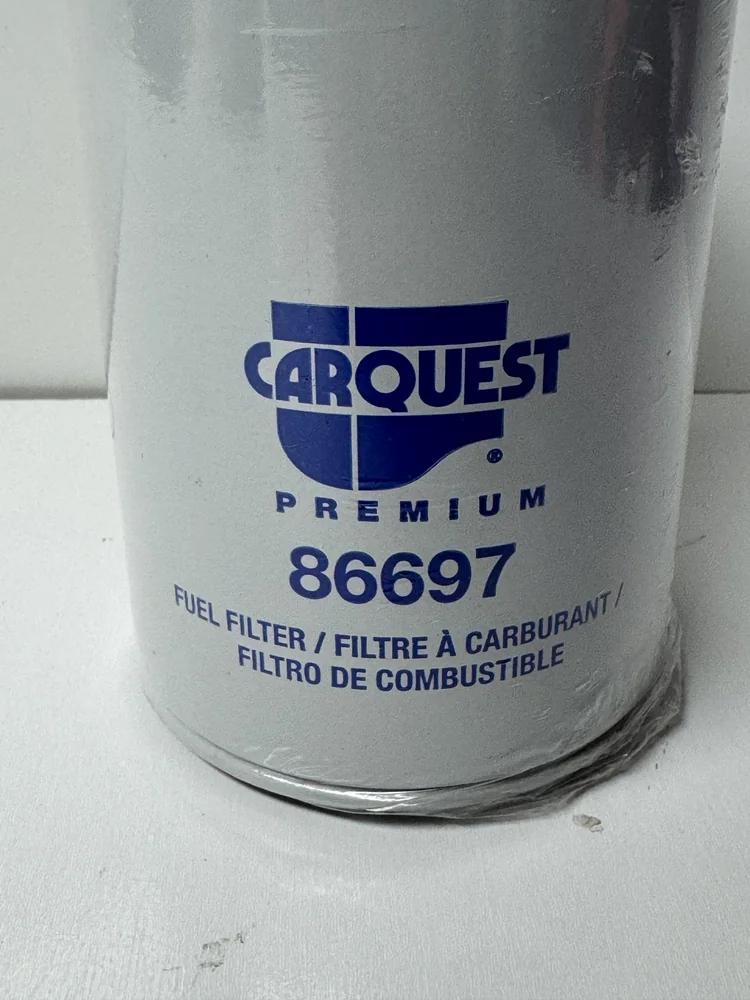 CARQUEST
®
PREMIUM
86697
FUEL FILTER / FILTRE À CARBURANT /
FILTRO DE COMBUSTIBLE